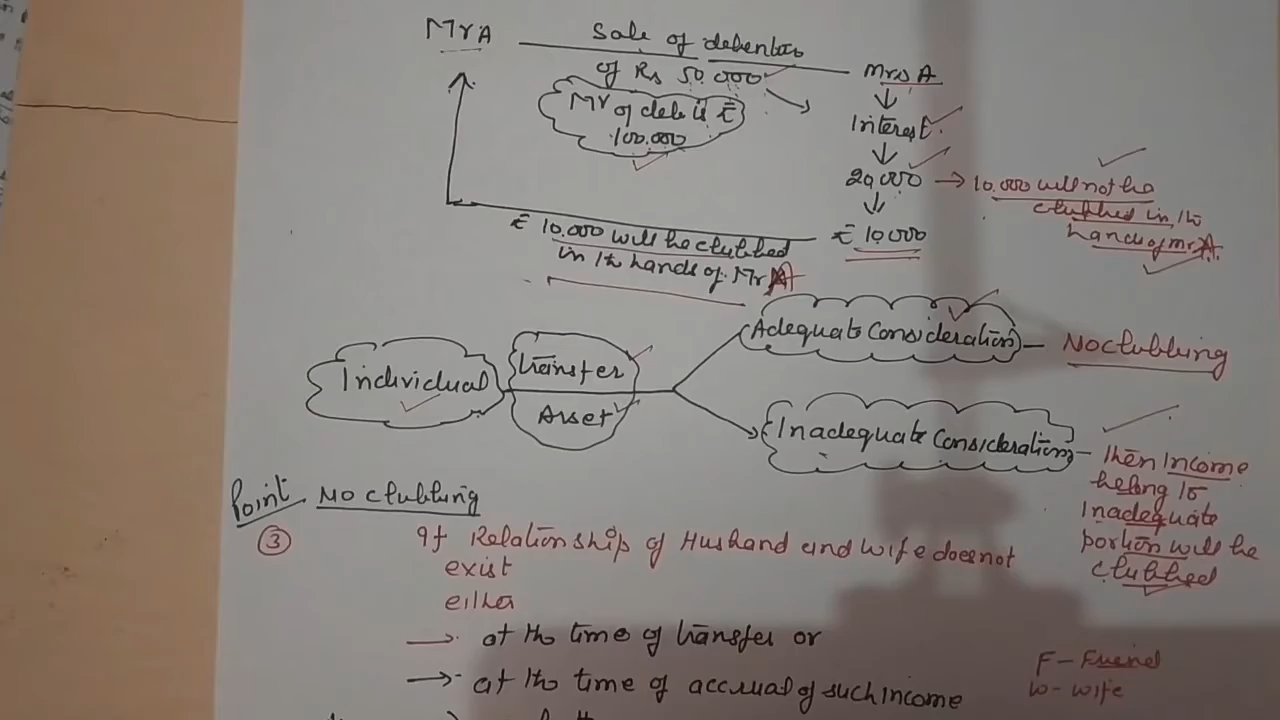 Mr A
Sale of debenture
of Rs 50,000
Mrs A
MV of deb is ₹
100.000
Interest
20,000
10.000 will not be
clubbed in the
hands of Mr A.
₹ 10,000
₹ 10.000 will be clubbed
in the hands of Mr A
Adequate Consideration
No clubbing
Individual
transfer
Asset
Inadequate Consideration
Then Income
belong to
Inadequate
portion will be
clubbed
Point
No clubbing
③
If Relationship of Husband and wife does not
exist
either
→ at the time of transfer or
→ at the time of accrual of such income
F - Friend
W - wife